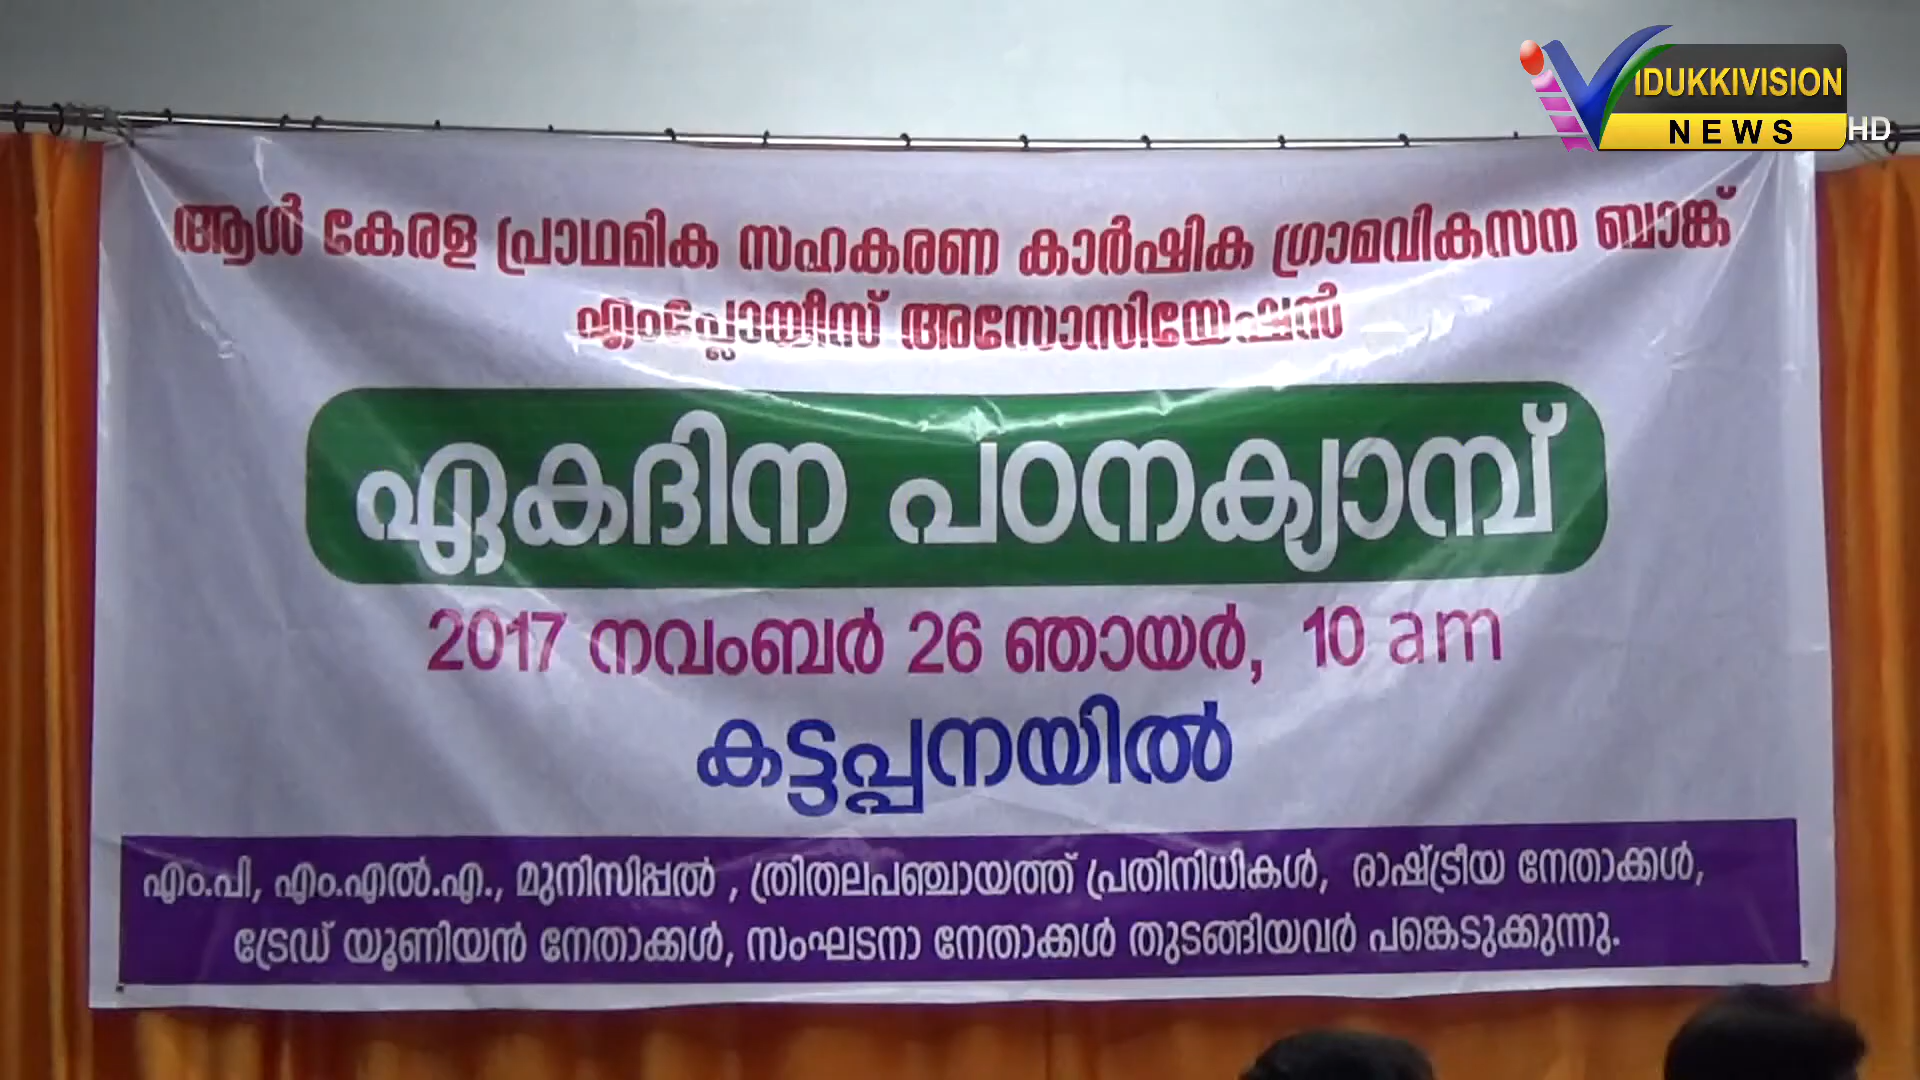 IDUKKIVISION
NEWS HD
ആൾ കേരള പ്രാഥമിക സഹകരണ കാർഷിക ഗ്രാമവികസന ബാങ്ക്
എംപ്ലോയീസ് അസോസിയേഷൻ
ഏകദിന പഠനക്യാമ്പ്
2017 നവംബർ 26 ഞായർ, 10 am
കട്ടപ്പനയിൽ
എം.പി, എം.എൽ.എ., മുനിസിപ്പൽ , ത്രിതലപഞ്ചായത്ത് പ്രതിനിധികൾ, രാഷ്ട്രീയ നേതാക്കൾ,
ട്രേഡ് യൂണിയൻ നേതാക്കൾ, സംഘടനാ നേതാക്കൾ തുടങ്ങിയവർ പങ്കെടുക്കുന്നു.